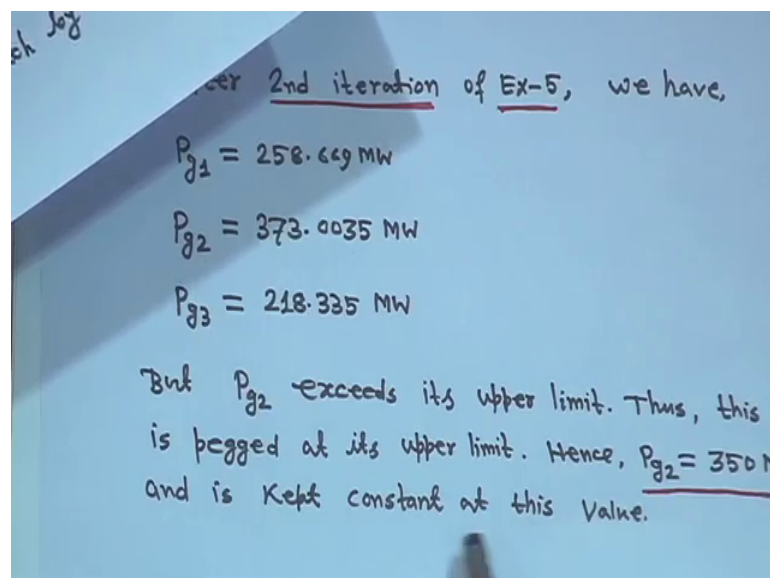 ch by
2nd iteration of Ex-5, we have,
Pg1 = 258.669 MW
Pg2 = 373.0035 MW
Pg3 = 218.335 MW
But Pg2 exceeds its upper limit. Thus, this
is pegged at its upper limit. Hence, Pg2 = 350 M
and is kept constant at this value.